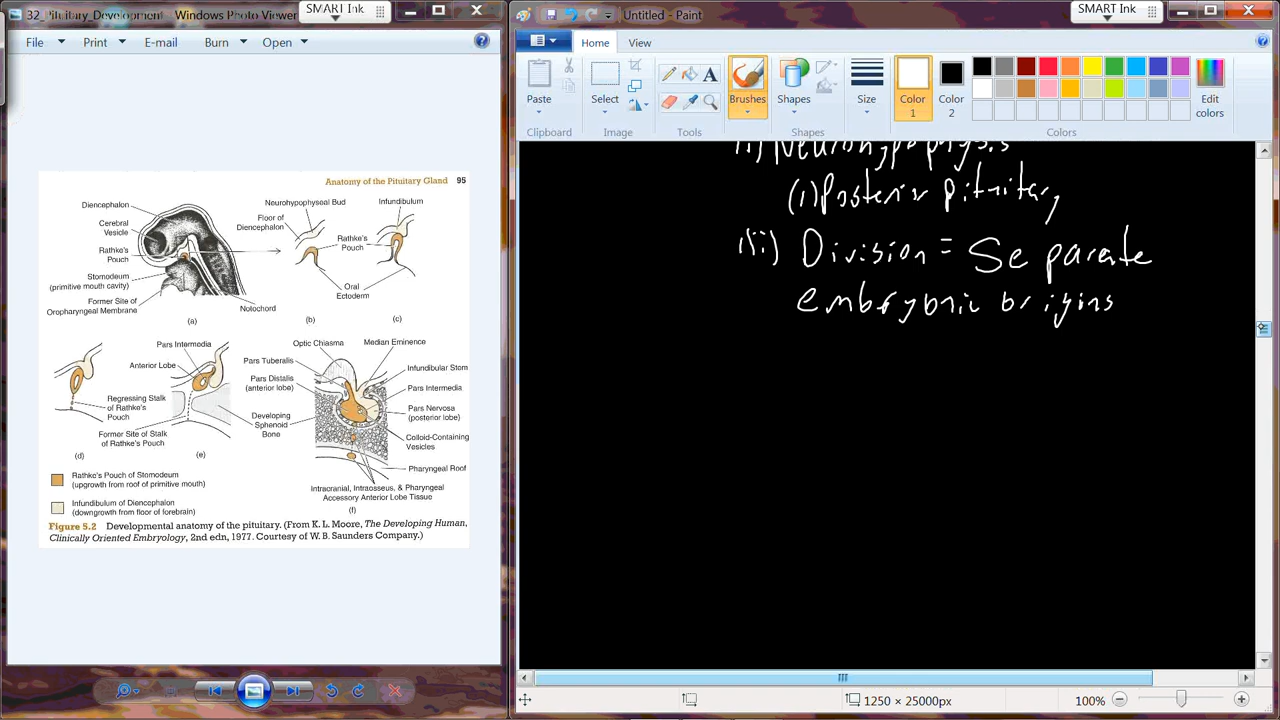 32_Pituitary_Development - Windows Photo Viewer
SMART Ink
File Print E-mail Burn Open
Anatomy of the Pituitary Gland 95
Diencephalon
Cerebral
Vesicle
Rathke's
Pouch
Stomodeum
(primitive mouth cavity)
Former Site of
Oropharyngeal Membrane
Notochord
(a)
Neurohypophyseal Bud
Floor of
Diencephalon
Rathke's
Pouch
Oral
Ectoderm
(b)
Infundibulum
(c)
Regressing Stalk
of Rathke's
Pouch
(d)
Pars Intermedia
Anterior Lobe
Former Site of Stalk
of Rathke's Pouch
Developing
Sphenoid
Bone
(e)
Optic Chiasma
Median Eminence
Pars Tuberalis
Pars Distalis
(anterior lobe)
Infundibular Stem
Pars Intermedia
Pars Nervosa
(posterior lobe)
Colloid-Containing
Vesicles
Pharyngeal Roof
Intraoranial, Intraosseus, & Pharyngeal
Accessory Anterior Lobe Tissue
(f)
Rathke's Pouch of Stomodeum
(upgrowth from roof of primitive mouth)
Infundibulum of Diencephalon
(downgrowth from floor of forebrain)
Figure 5.2 Developmental anatomy of the pituitary. (From K. L. Moore, The Developing Human,
Clinically Oriented Embryology, 2nd edn, 1977. Courtesy of W. B. Saunders Company.)
Untitled - Paint
SMART Ink
Home View
Paste
Select
Brushes
Shapes
Size
Color
1
Color
2
Edit
colors
Clipboard Image Tools Shapes Colors
ii) Neurohypophysis
(i) Posterior pituitary
iii) Division = Separate
embryonic origins
1250 × 25000px
100%